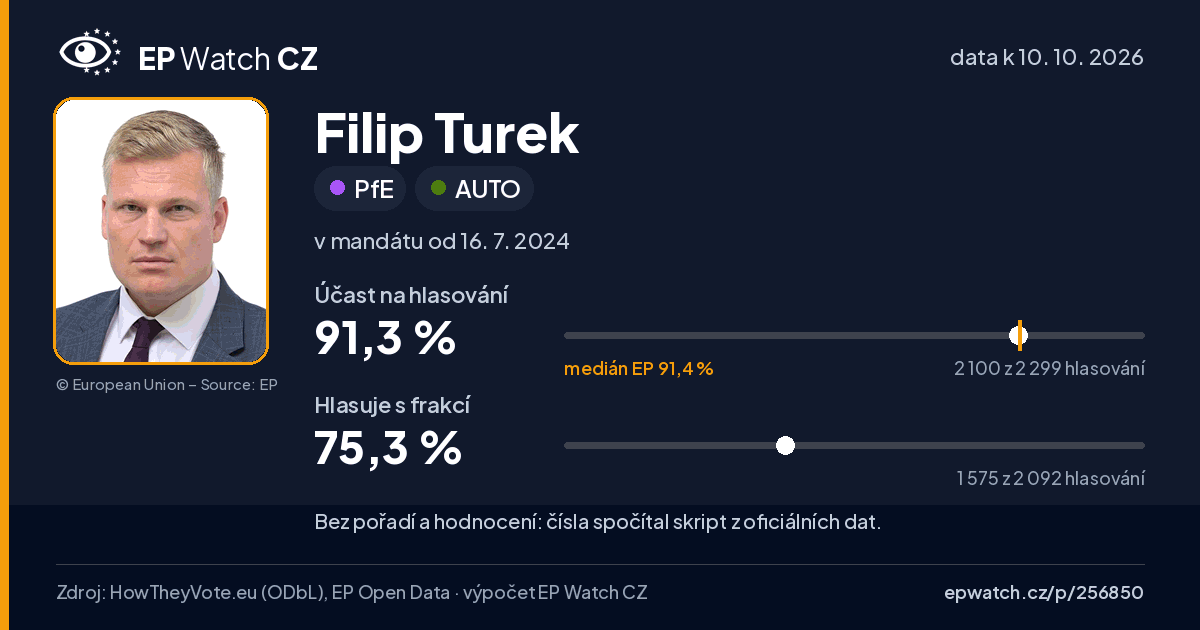 EP Watch CZ
data k 10. 10. 2026
Filip Turek
PfE AUTO
v mandátu od 16. 7. 2024
Účast na hlasování
91,3 %
medián EP 91,4 %
2 100 z 2 299 hlasování
© European Union – Source: EP
Hlasuje s frakcí
75,3 %
1 575 z 2 092 hlasování
Bez pořadí a hodnocení: čísla spočítal skript z oficiálních dat.
Zdroj: HowTheyVote.eu (ODbL), EP Open Data · výpočet EP Watch CZ
epwatch.cz/p/256850